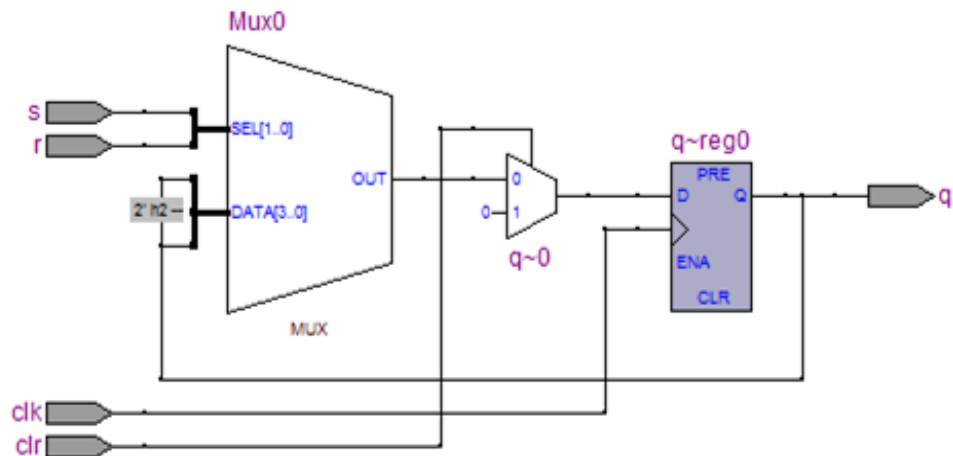 Mux0
s
r
SEL[1..0]
2' h2 --
DATA[3..0]
OUT
MUX
0
0
1
q~0
q~reg0
PRE
D
Q
ENA
CLR
q
clk
clr